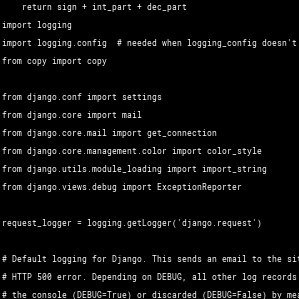 return sign + int_part + dec_part
import logging
import logging.config  # needed when logging_config doesn't
from copy import copy
from django.conf import settings
from django.core import mail
from django.core.mail import get_connection
from django.core.management.color import color_style
from django.utils.module_loading import import_string
from django.views.debug import ExceptionReporter
request_logger = logging.getLogger('django.request')
# Default logging for Django. This sends an email to the
# HTTP 500 error. Depending on DEBUG, all other log records
# the console (DEBUG=True) or discarded (DEBUG=False) by